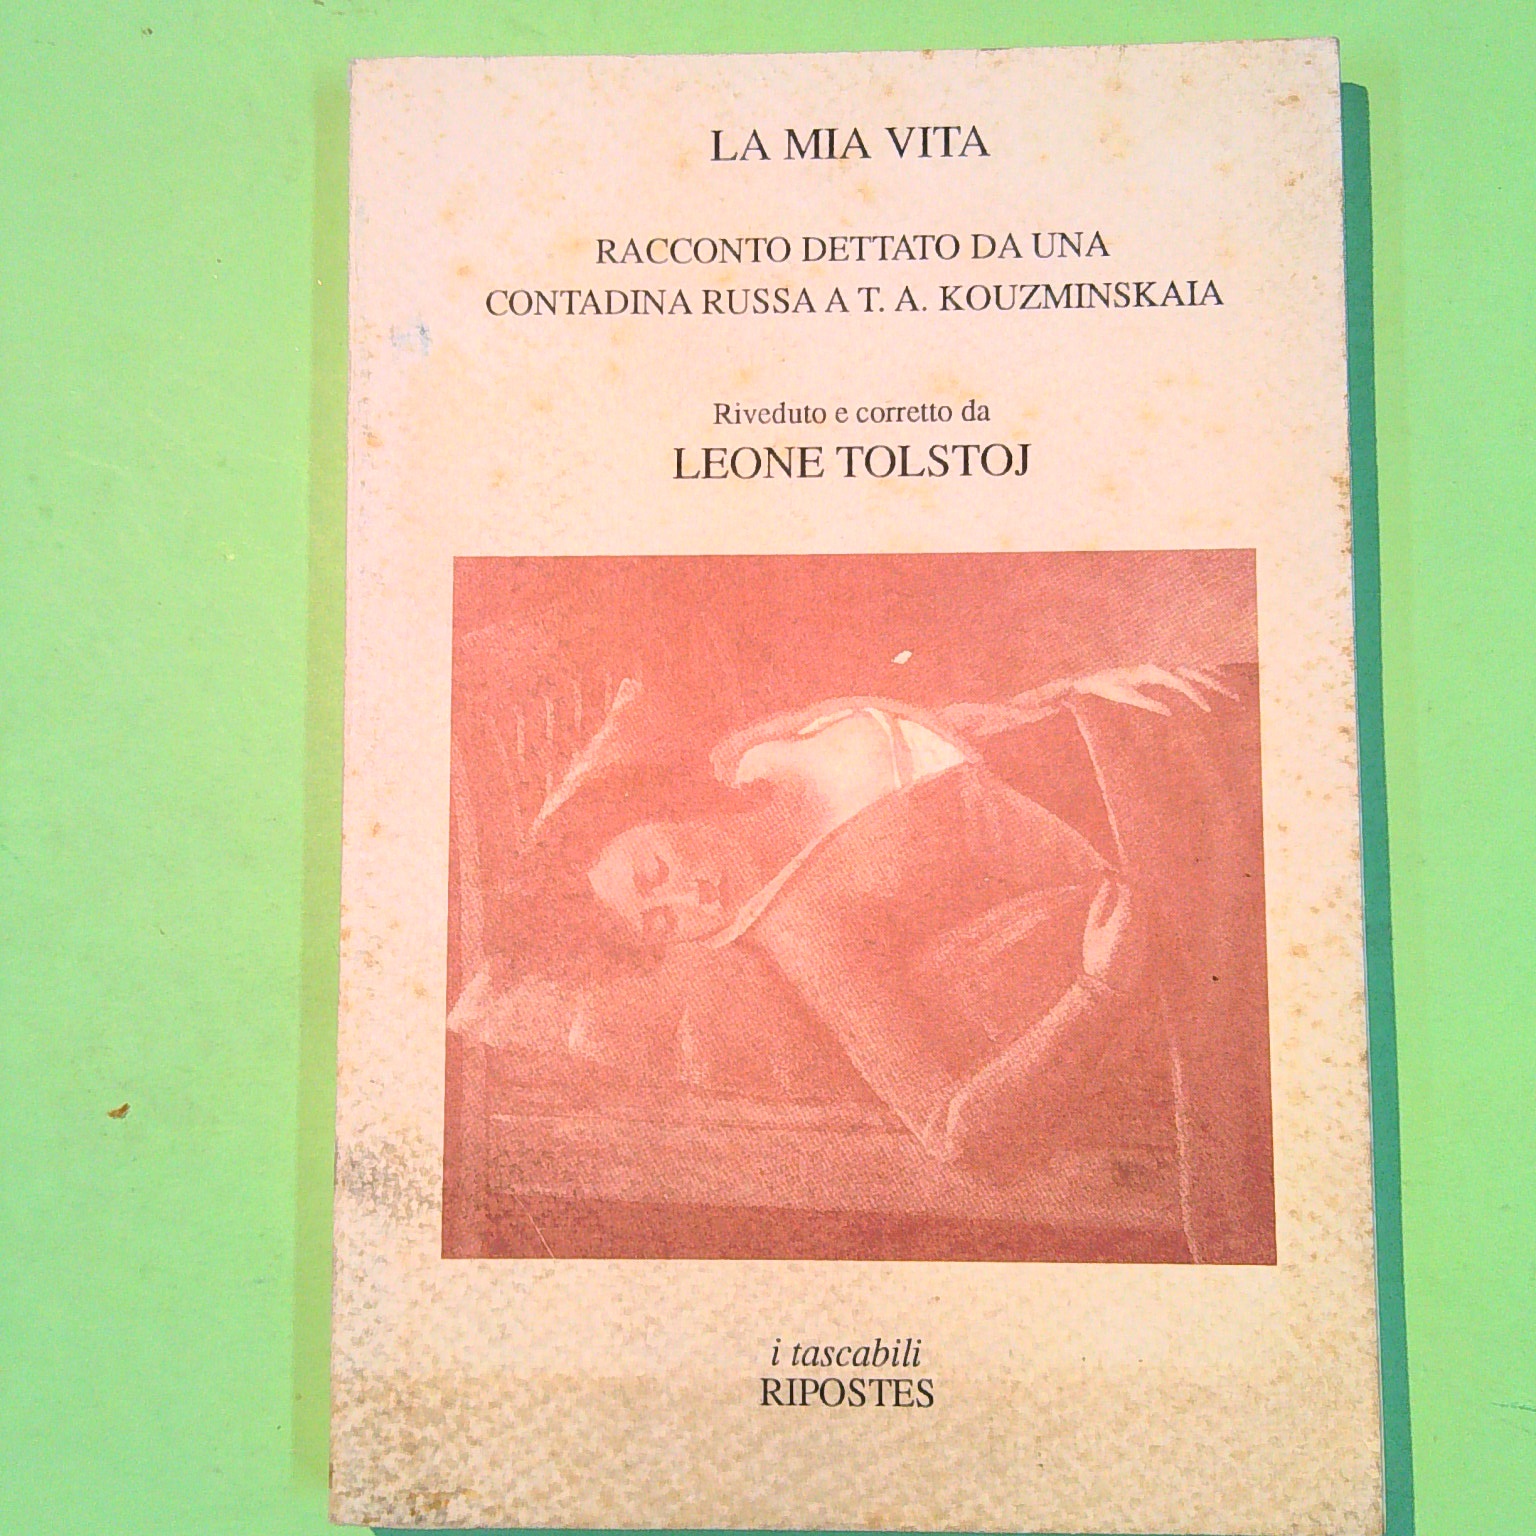 LA MIA VITA
RACCONTO DETTATO DA UNA
CONTADINA RUSSA A T. A. KOUZMINSKAIA
Riveduto e corretto da
LEONE TOLSTOJ
i tascabili
RIPOSTES